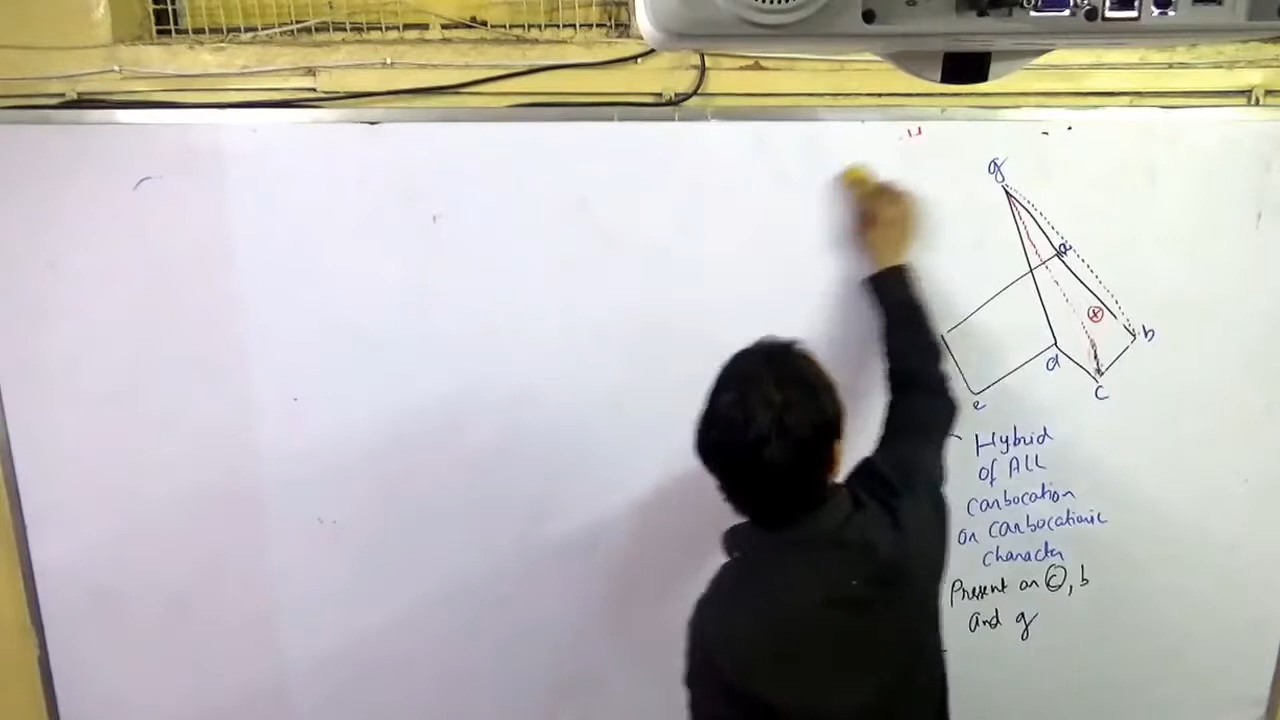 g
a
b
d
c
e
Hybrid
of ALL
carbocation
or carbocationic
character
Present on C, b
and g